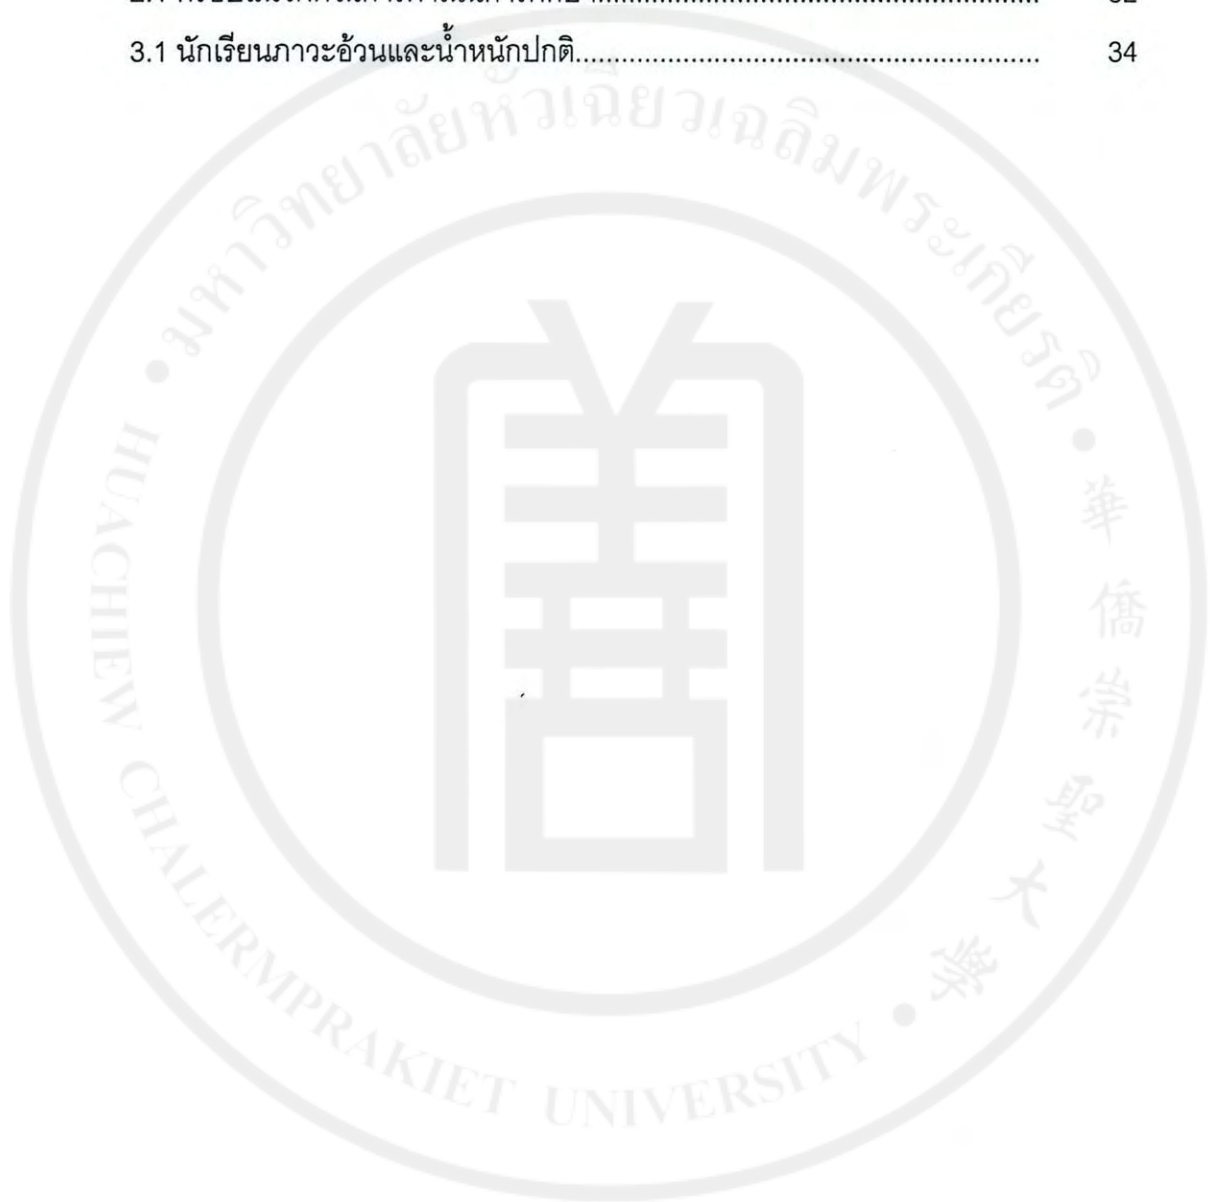 3.1 นักเรียนภาวะอ้วนและน้ำหนักปกติ............................................................ 34
มหาวิทยาลัยหัวเฉียวเฉลิมพระเกียรติ
華僑崇聖大學
HUACHIEW CHALERMPRAKIET UNIVERSITY